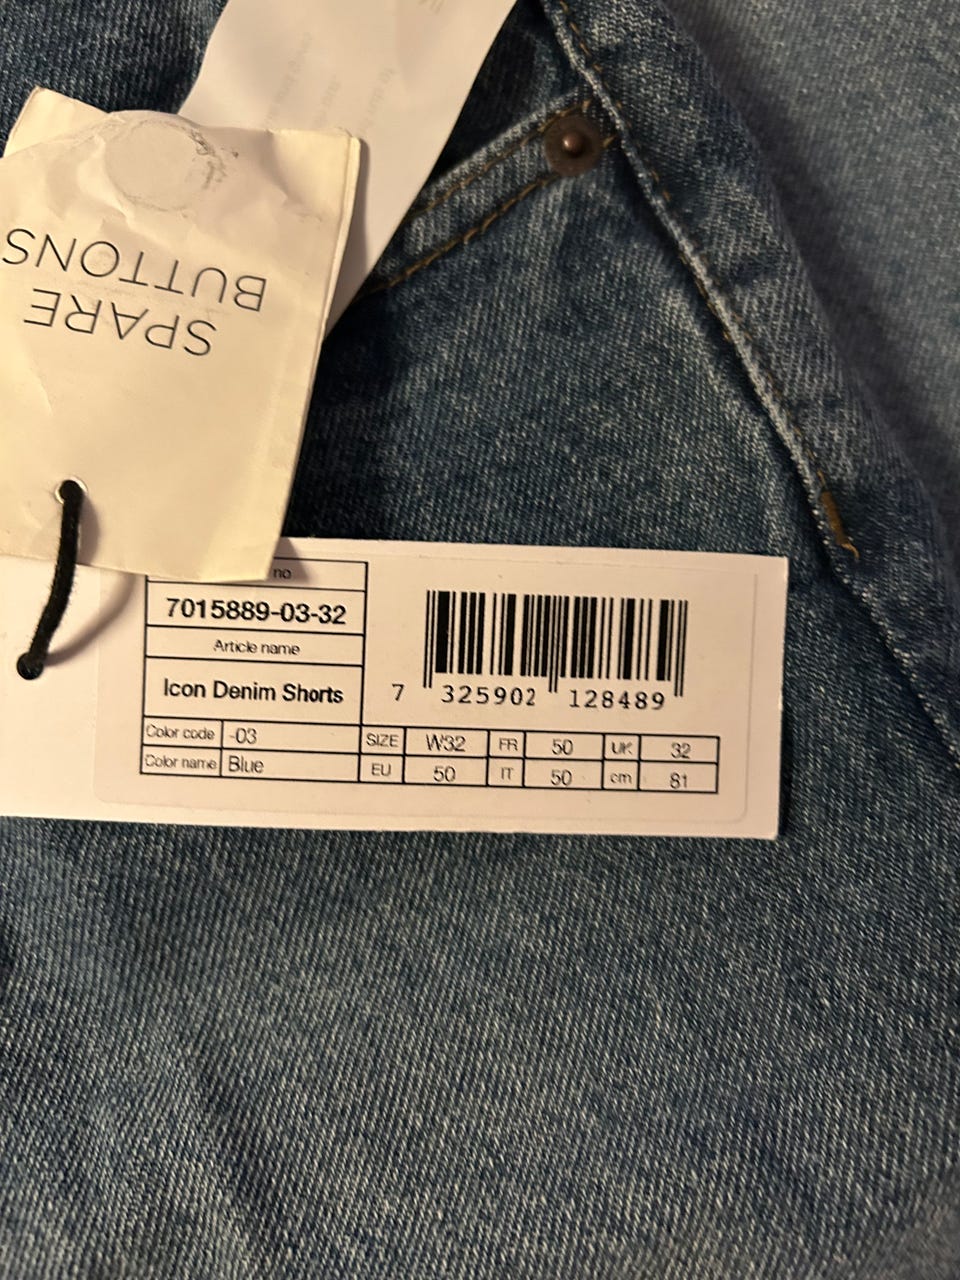 SPARE
BUTTONS
no
7015889-03-32
Article name
Icon Denim Shorts
Color code -03
Color name Blue
7 325902 128489
SIZE W32 FR 50 UK 32
EU 50 IT 50 cm 81